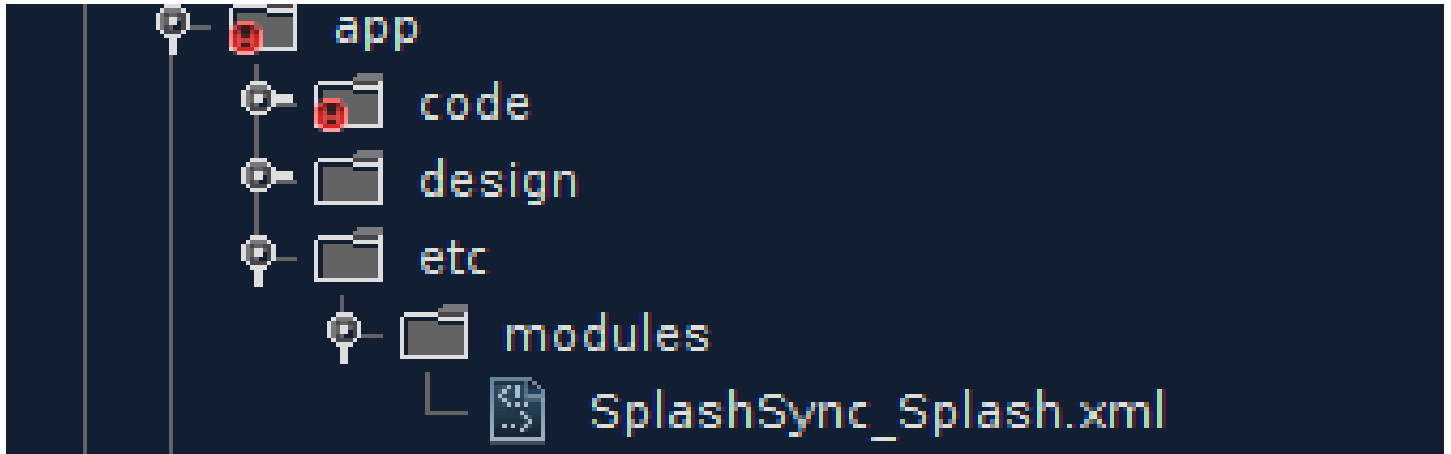 app
code
design
etc
modules
SplashSync_Splash.xml